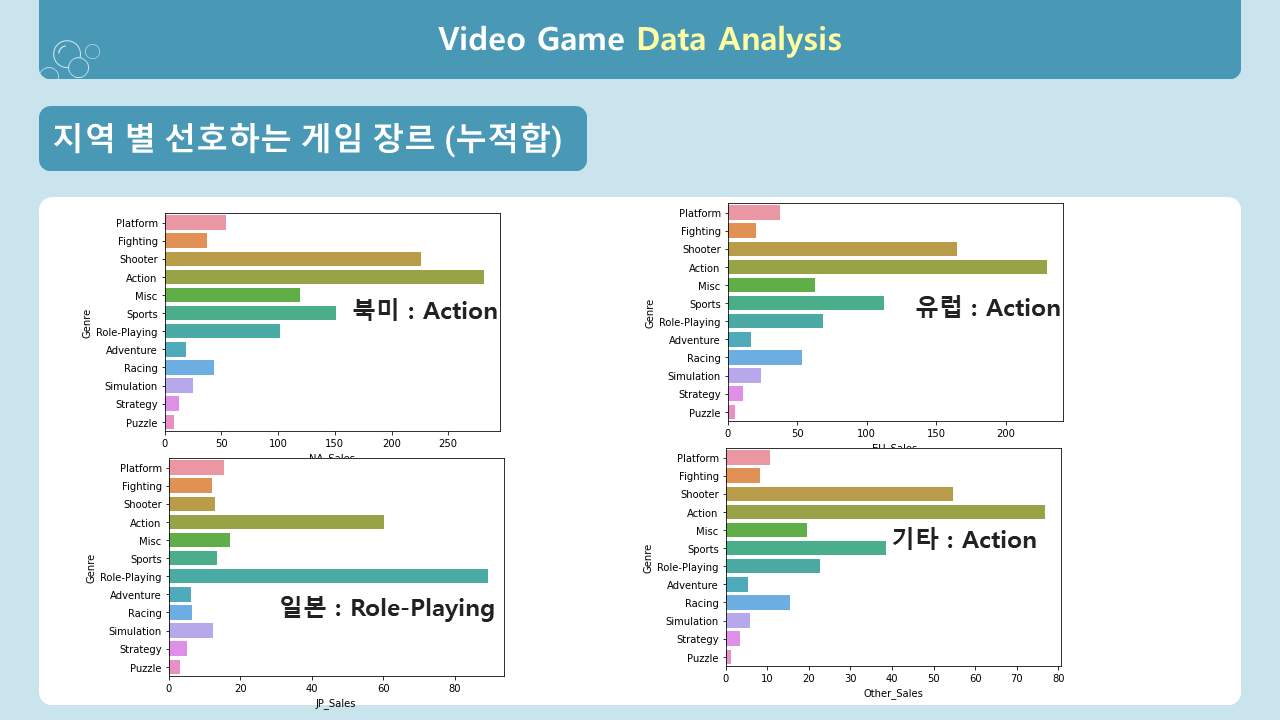 Video Game Data Analysis
지역 별 선호하는 게임 장르 (누적합)
Platform
Fighting
Shooter
Action
Misc
Sports
Role-Playing
Adventure
Racing
Simulation
Strategy
Puzzle
Genre
0 50 100 150 200 250
NA_Sales
북미 : Action
Platform
Fighting
Shooter
Action
Misc
Sports
Role-Playing
Adventure
Racing
Simulation
Strategy
Puzzle
Genre
0 50 100 150 200
EU_Sales
유럽 : Action
Platform
Fighting
Shooter
Action
Misc
Sports
Role-Playing
Adventure
Racing
Simulation
Strategy
Puzzle
Genre
0 20 40 60 80
JP_Sales
일본 : Role-Playing
Platform
Fighting
Shooter
Action
Misc
Sports
Role-Playing
Adventure
Racing
Simulation
Strategy
Puzzle
Genre
0 10 20 30 40 50 60 70 80
Other_Sales
기타 : Action